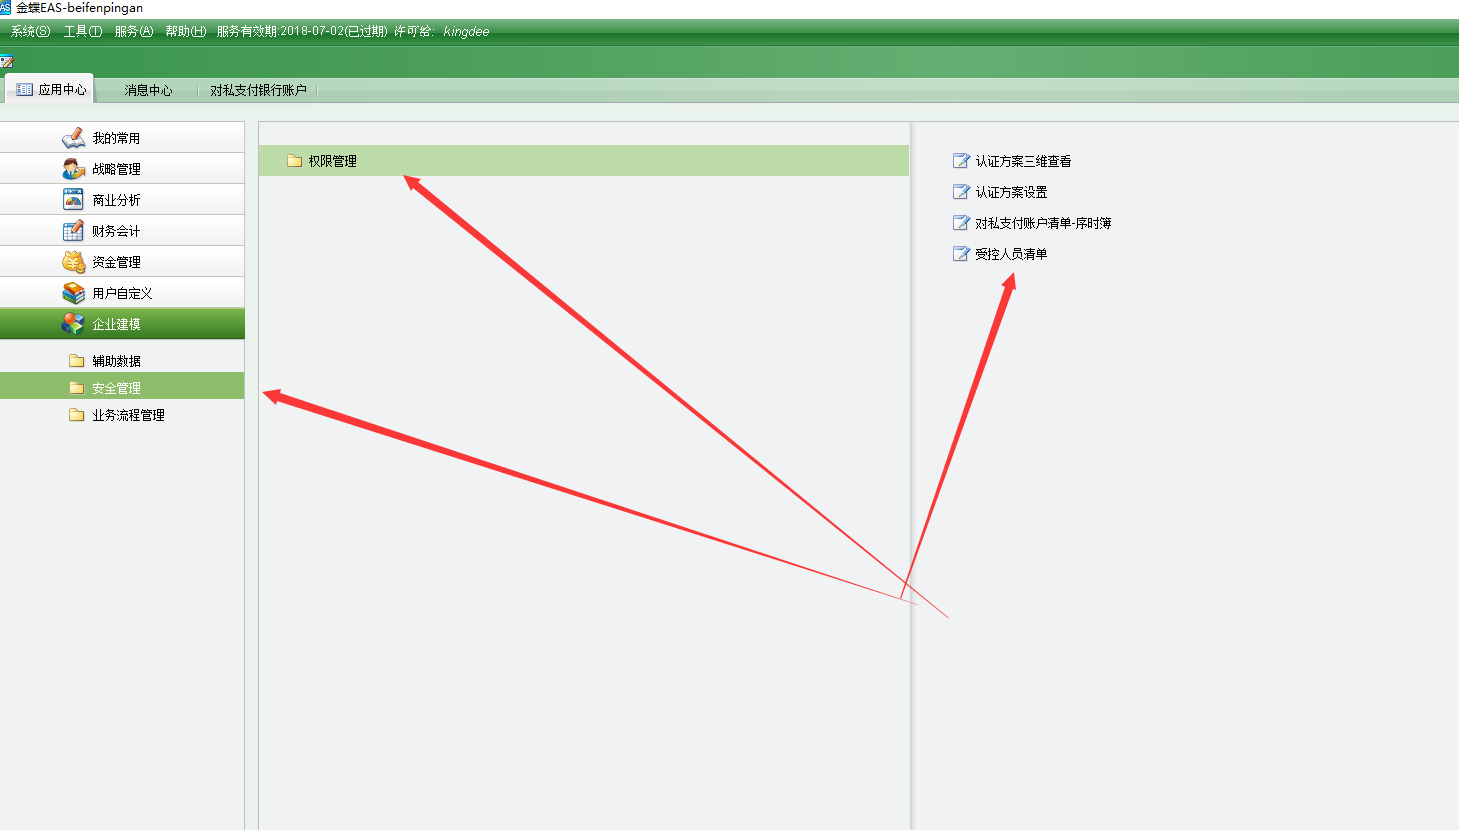 金蝶EAS-beifenpingan
系统(S) 工具(T) 服务(A) 帮助(H) 服务有效期:2018-07-02(已过期) 许可给: kingdee
应用中心 消息中心 对私支付银行账户
我的常用
战略管理
商业分析
财务会计
资金管理
用户自定义
企业建模
辅助数据
安全管理
业务流程管理
权限管理
认证方案三维查看
认证方案设置
对私支付账户清单-序时簿
受控人员清单